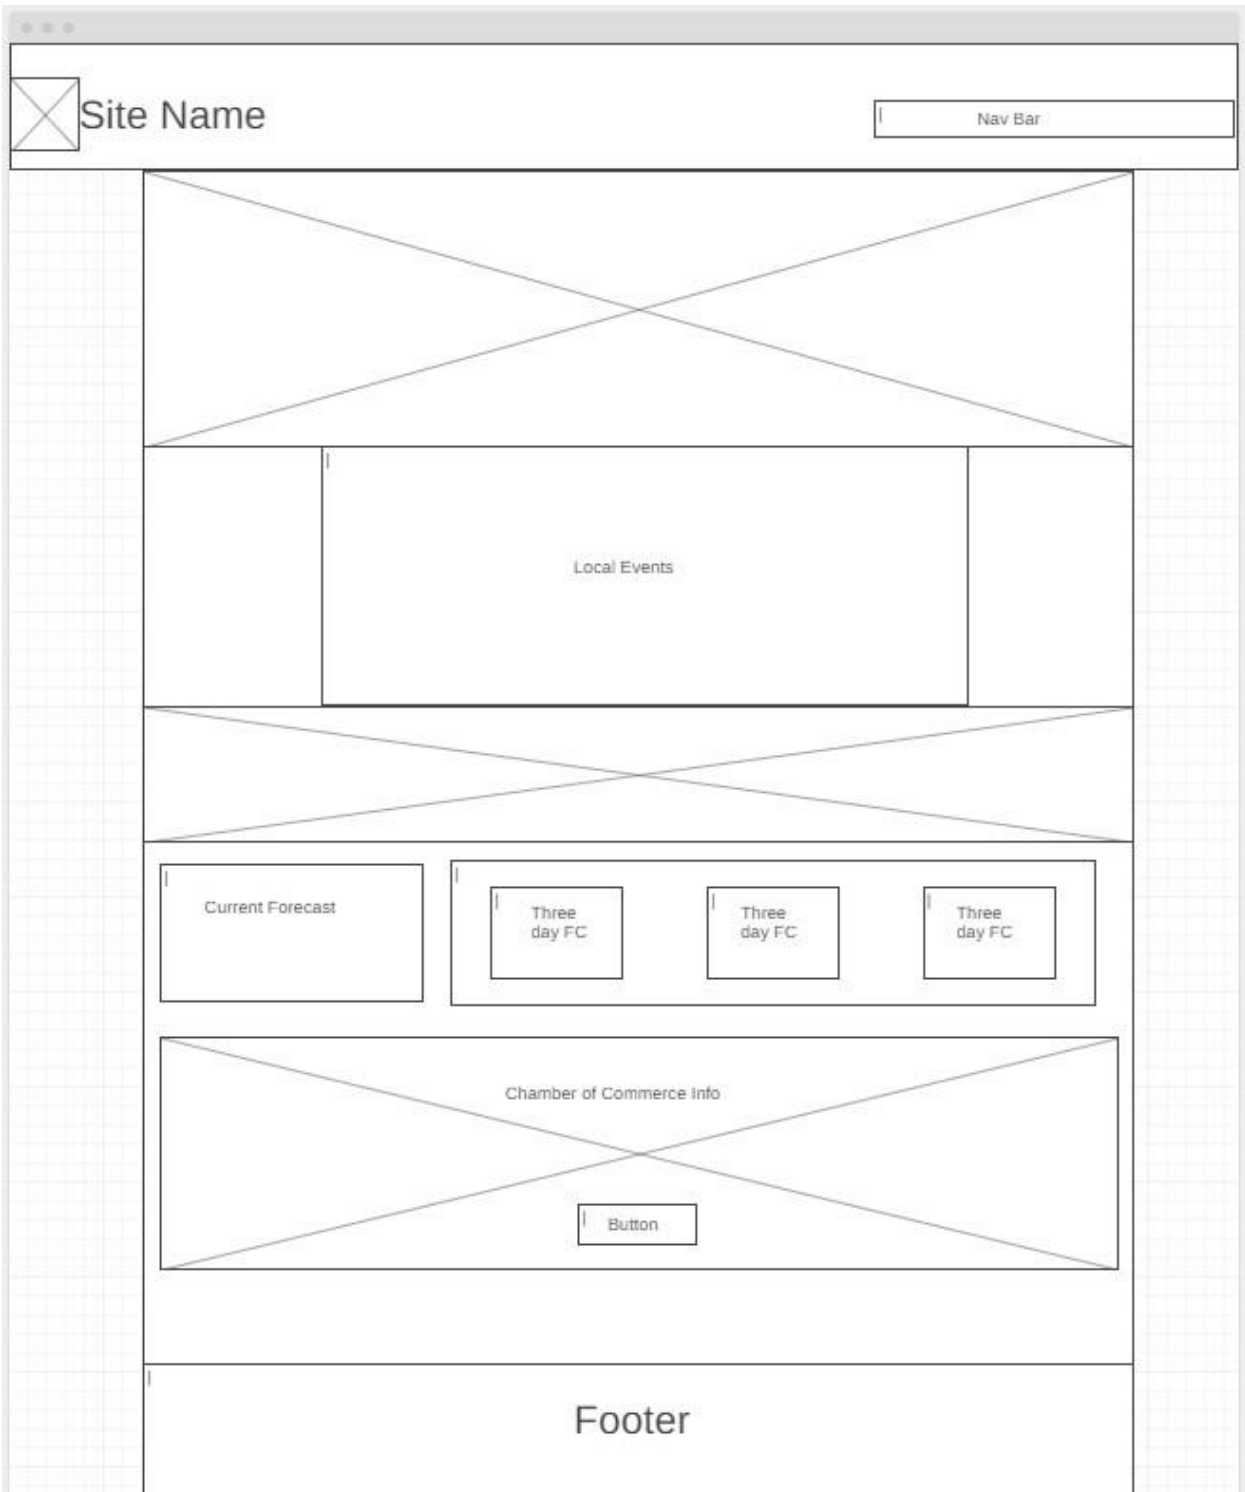 Site Name
Nav Bar
Local Events
Current Forecast
Three
day FC
Three
day FC
Three
day FC
Chamber of Commerce Info
Button
Footer